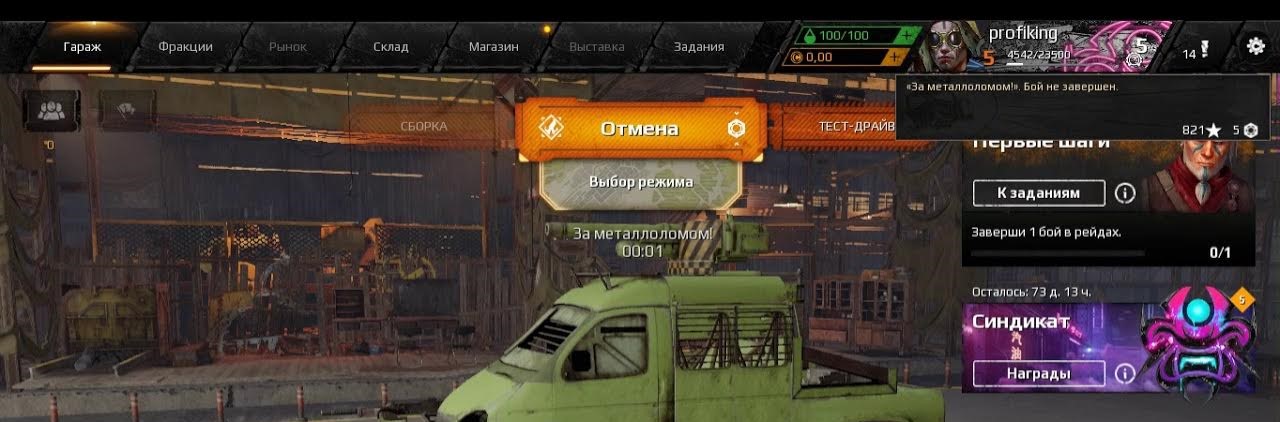 Гараж
Фракции
Рынок
Склад
Магазин
Выставка
Задания
100/100
0,00
profiking
5
4542/23500
5
14
«За металлоломом!». Бой не завершен.
821 5
СБОРКА
Отмена
ТЕСТ-ДРАЙВ
Выбор режима
За металлоломом!
00:01
Первые шаги
К заданиям
Заверши 1 бой в рейдах.
0/1
Осталось: 73 д. 13 ч.
5
Синдикат
汽
油
Награды